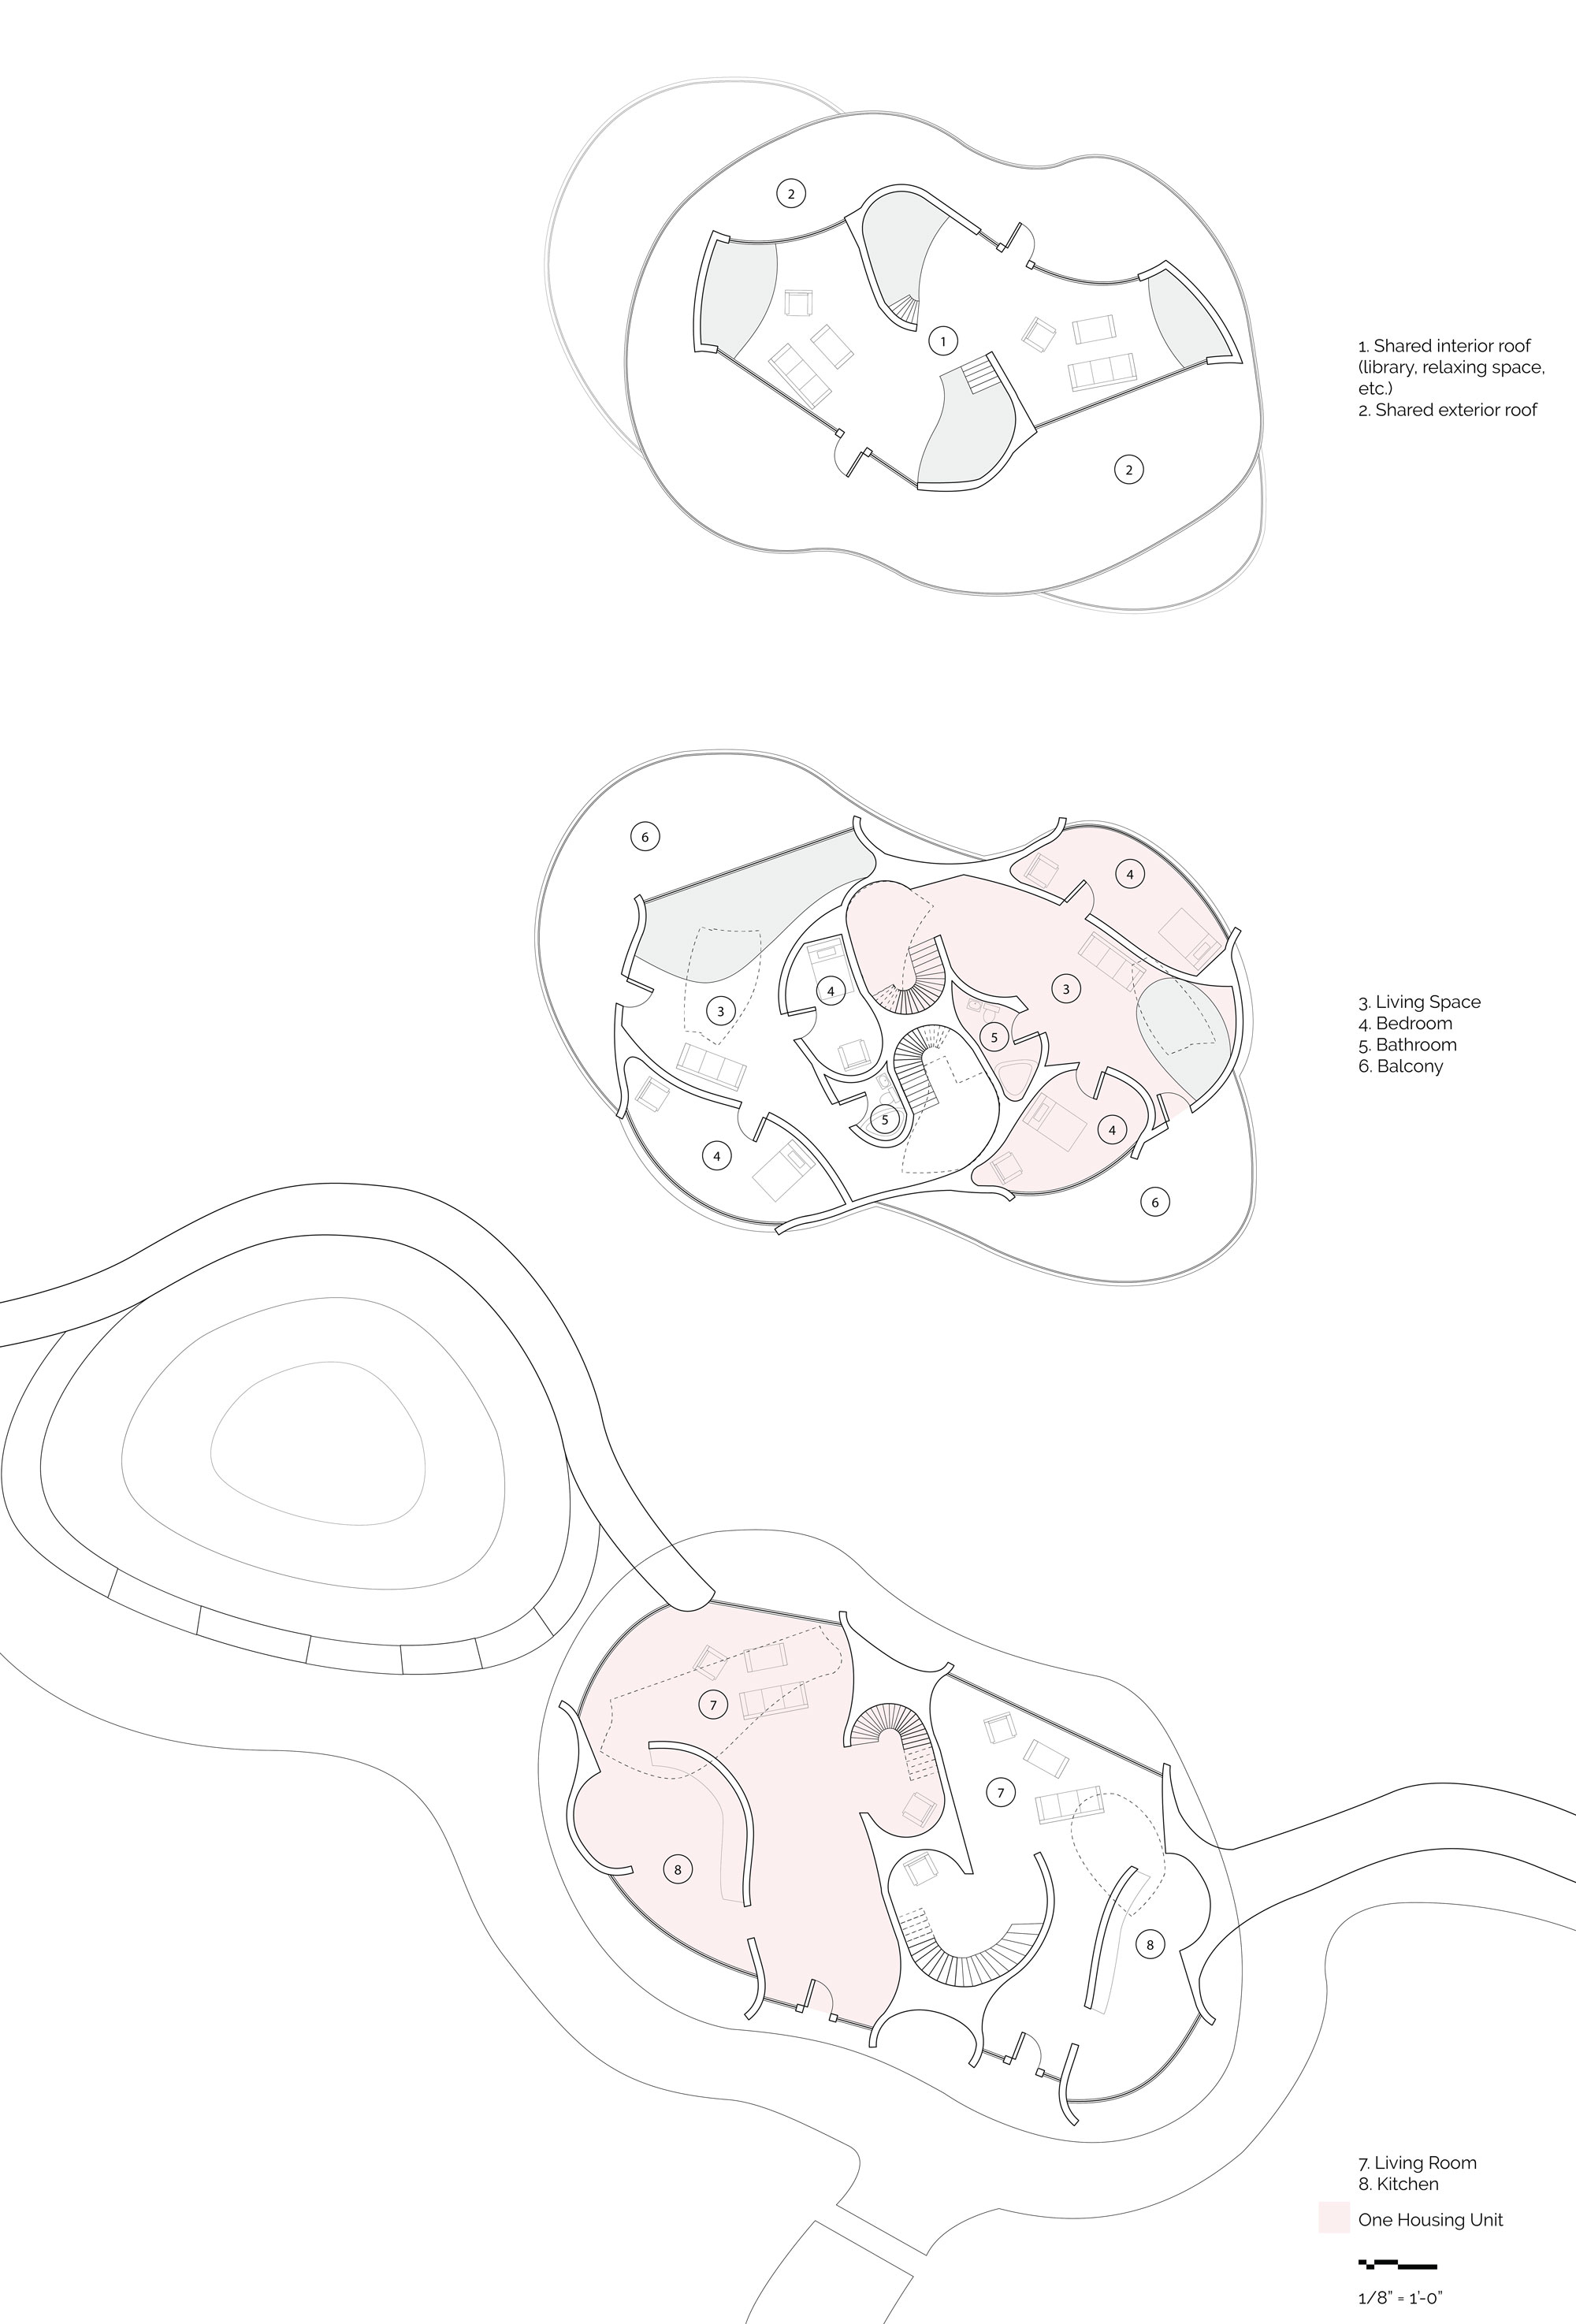 2
1
2
1. Shared interior roof
(library, relaxing space,
etc.)
2. Shared exterior roof
6
4
3
4
3
5
5
4
4
6
3. Living Space
4. Bedroom
5. Bathroom
6. Balcony
7
7
8
8
7. Living Room
8. Kitchen
One Housing Unit
1/8" = 1'-0"